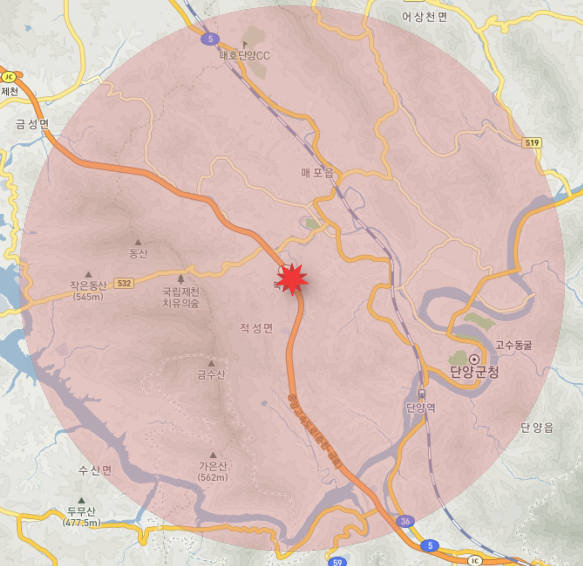 어상천면
5
대호단양CC
JC
제천
금성면
519
매포읍
동산
작은동산
(545m)
532
국립제천
치유의숲
적성면
고수동굴
단양군청
금수산
단양역
단양읍
가은산
(562m)
수산면
두무산
(477.5m)
36
5
59
JC